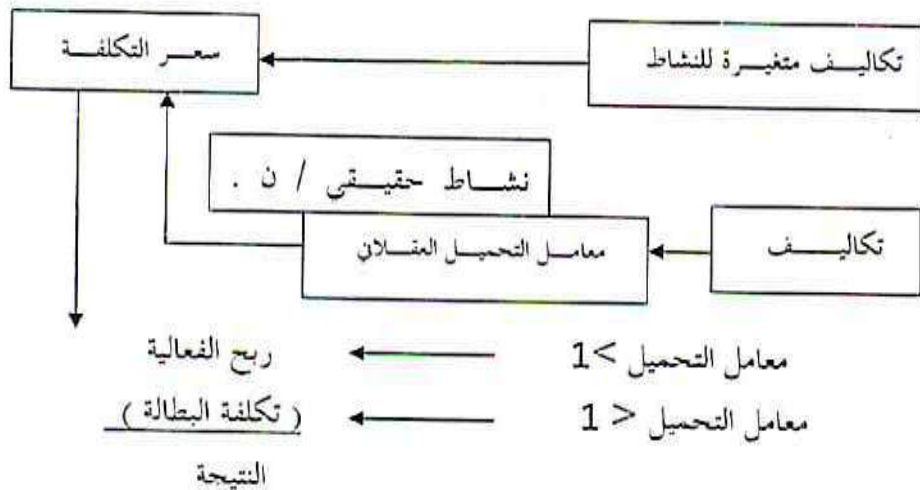 تكاليف متغيرة للنشاط
سعر التكلفة
نشاط حقيقي / ن .
معامل التحميل العقلاني
تكاليف
معامل التحميل >1
ربح الفعالية
معامل التحميل < 1
( تكلفة البطالة )
النتيجة